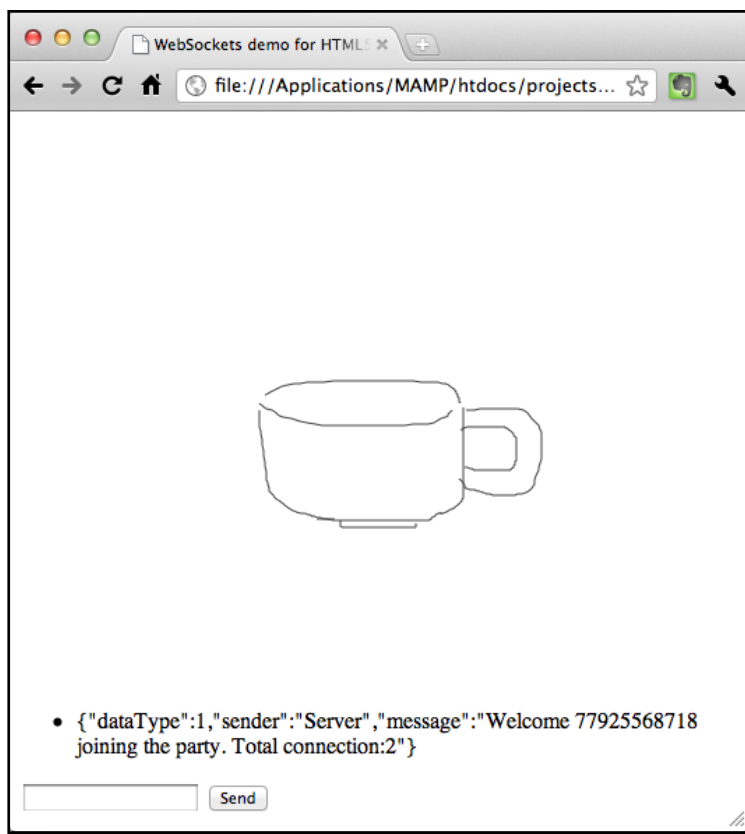 WebSockets demo for HTML5
file:///Applications/MAMP/htdocs/projects...
• {"dataType":1,"sender":"Server","message":"Welcome 77925568718
joining the party. Total connection:2"}
Send